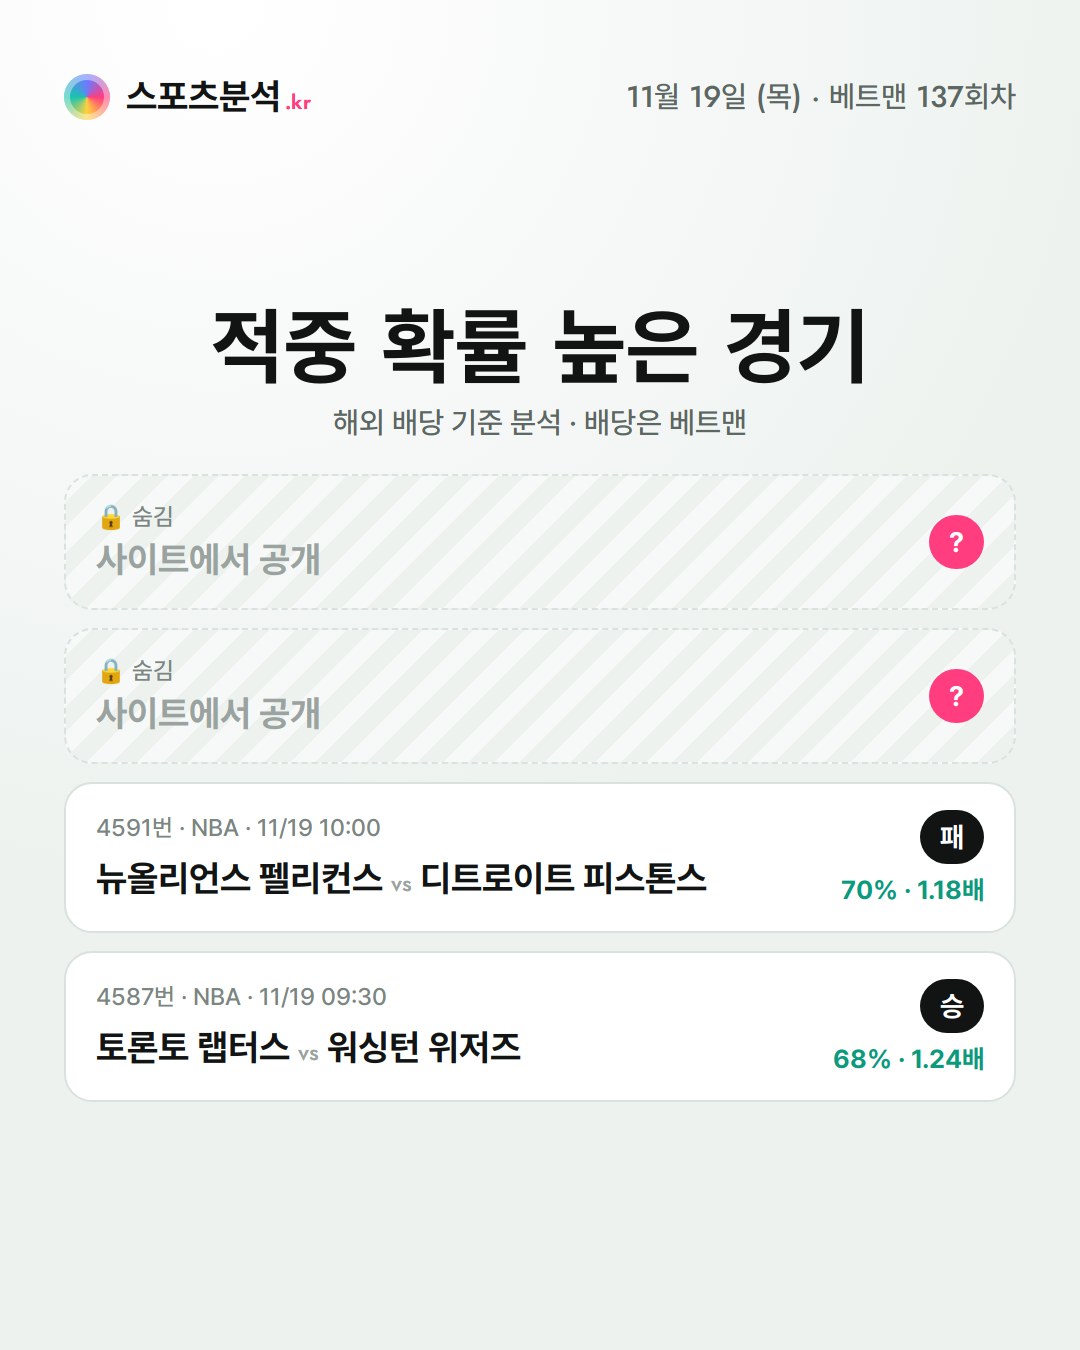 스포츠분석.kr
11월 19일 (목) · 베트맨 137회차
적중 확률 높은 경기
해외 배당 기준 분석 · 배당은 베트맨
🔒 숨김
사이트에서 공개
?
🔒 숨김
사이트에서 공개
?
4591번 · NBA · 11/19 10:00
뉴올리언스 펠리컨스 vs 디트로이트 피스톤스
패
70% · 1.18배
4587번 · NBA · 11/19 09:30
토론토 랩터스 vs 워싱턴 위저즈
승
68% · 1.24배